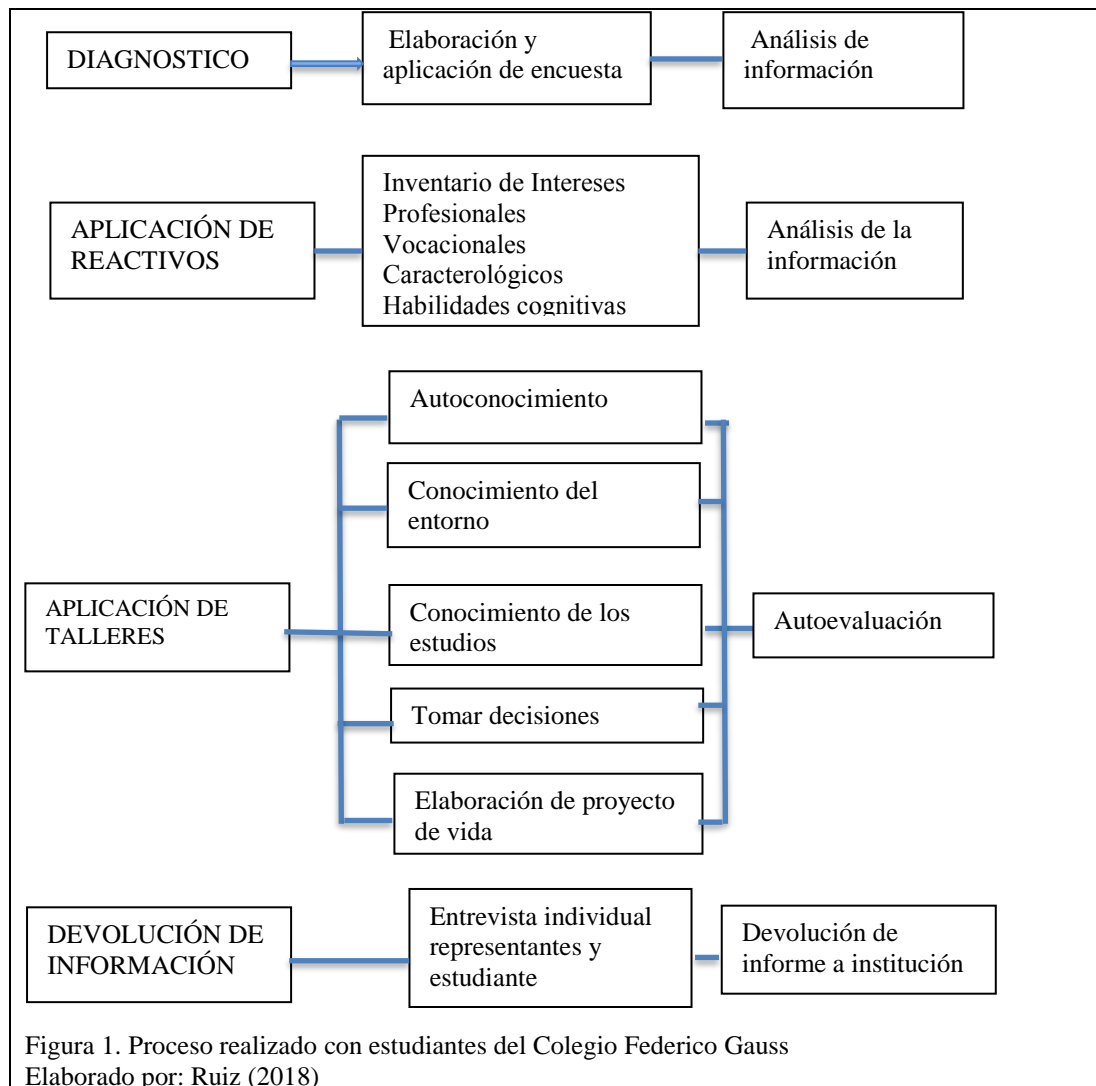 DIAGNOSTICO
Elaboración y
aplicación de encuesta
Análisis de
información
APLICACIÓN DE
REACTIVOS
Inventario de Intereses
Profesionales
Vocacionales
Caracterológicos
Habilidades cognitivas
Análisis de la
información
APLICACIÓN DE
TALLERES
Autoconocimiento
Conocimiento del
entorno
Conocimiento de los
estudios
Tomar decisiones
Elaboración de proyecto
de vida
Autoevaluación
DEVOLUCIÓN DE
INFORMACIÓN
Entrevista individual
representantes y
estudiante
Devolución de
informe a institución
Figura 1. Proceso realizado con estudiantes del Colegio Federico Gauss
Elaborado por: Ruiz (2018)